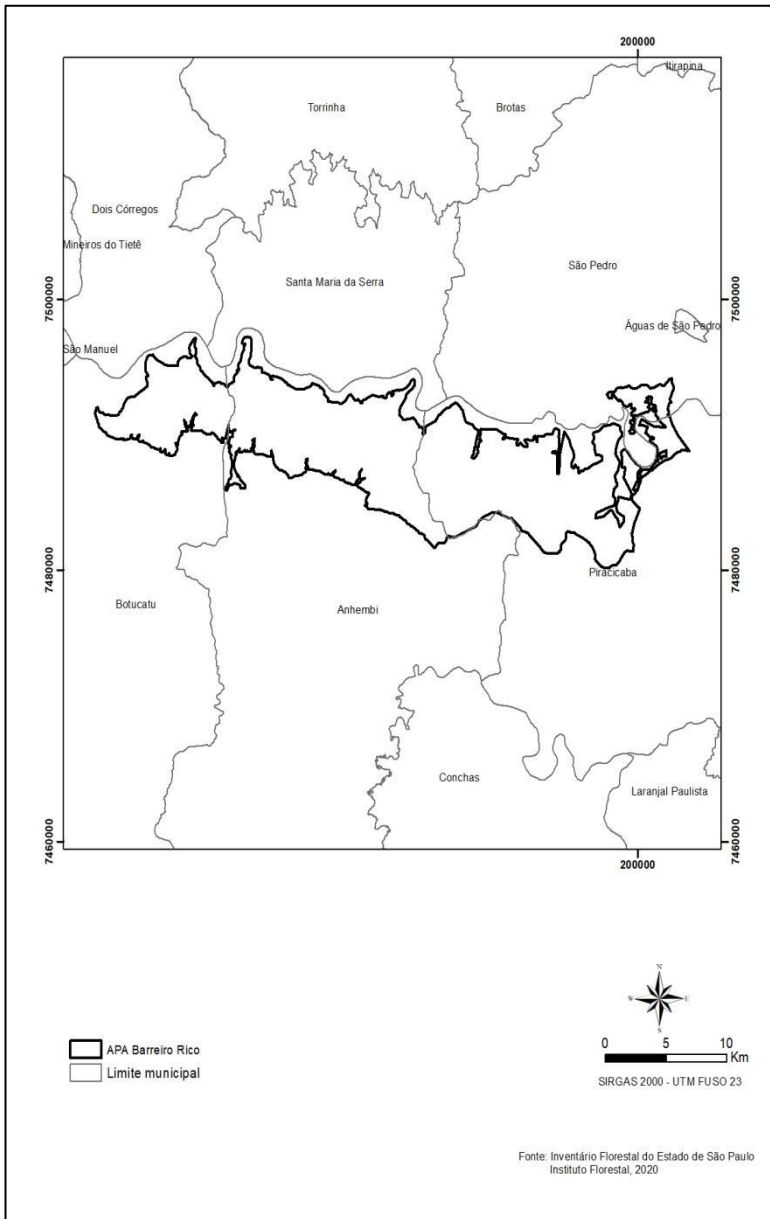 200000
Itirapina
Torrinha
Brotas
Dois Córregos
Mineiros do Tietê
São Pedro
Santa Maria da Serra
7500000
7500000
Águas de São Pedro
São Manuel
7480000
7480000
Piracicaba
Botucatu
Anhembi
Conchas
Laranjal Paulista
7460000
7460000
200000
N
W
E
S
APA Barreiro Rico
Limite municipal
0 5 10
Km
SIRGAS 2000 - UTM FUSO 23
Fonte: Inventário Florestal do Estado de São Paulo
Instituto Florestal, 2020